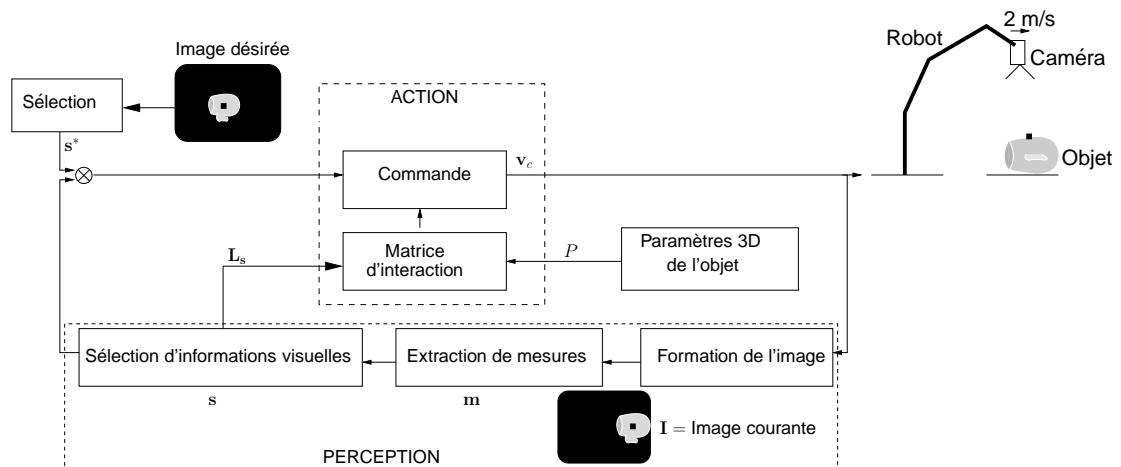 2 m/s
Robot
Caméra
Image désirée
Sélection
ACTION
s*
v_c
Commande
Objet
Matrice
d'interaction
P
Paramètres 3D
de l'objet
L_s
Sélection d'informations visuelles
Extraction de mesures
Formation de l'image
s
m
I = Image courante
PERCEPTION